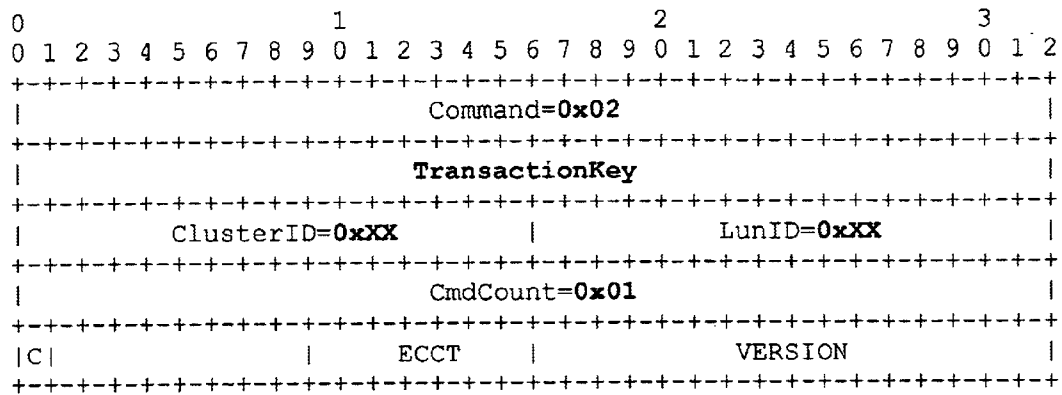 0                   1                   2                   3
0 1 2 3 4 5 6 7 8 9 0 1 2 3 4 5 6 7 8 9 0 1 2 3 4 5 6 7 8 9 0 1 2
+-+-+-+-+-+-+-+-+-+-+-+-+-+-+-+-+-+-+-+-+-+-+-+-+-+-+-+-+-+-+-+-+
|                         Command=0x02                          |
+-+-+-+-+-+-+-+-+-+-+-+-+-+-+-+-+-+-+-+-+-+-+-+-+-+-+-+-+-+-+-+-+
|                        TransactionKey                         |
+-+-+-+-+-+-+-+-+-+-+-+-+-+-+-+-+-+-+-+-+-+-+-+-+-+-+-+-+-+-+-+-+
|         ClusterID=0xXX        |           LunID=0xXX          |
+-+-+-+-+-+-+-+-+-+-+-+-+-+-+-+-+-+-+-+-+-+-+-+-+-+-+-+-+-+-+-+-+
|                         CmdCount=0x01                         |
+-+-+-+-+-+-+-+-+-+-+-+-+-+-+-+-+-+-+-+-+-+-+-+-+-+-+-+-+-+-+-+-+
|C|               |     ECCT    |            VERSION            |
+-+-+-+-+-+-+-+-+-+-+-+-+-+-+-+-+-+-+-+-+-+-+-+-+-+-+-+-+-+-+-+-+